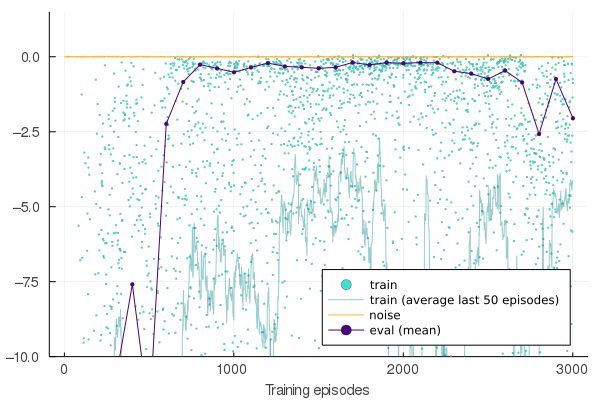 0.0
−2.5
−5.0
−7.5
−10.0
train
train (average last 50 episodes)
noise
eval (mean)
0 1000 2000 3000
Training episodes